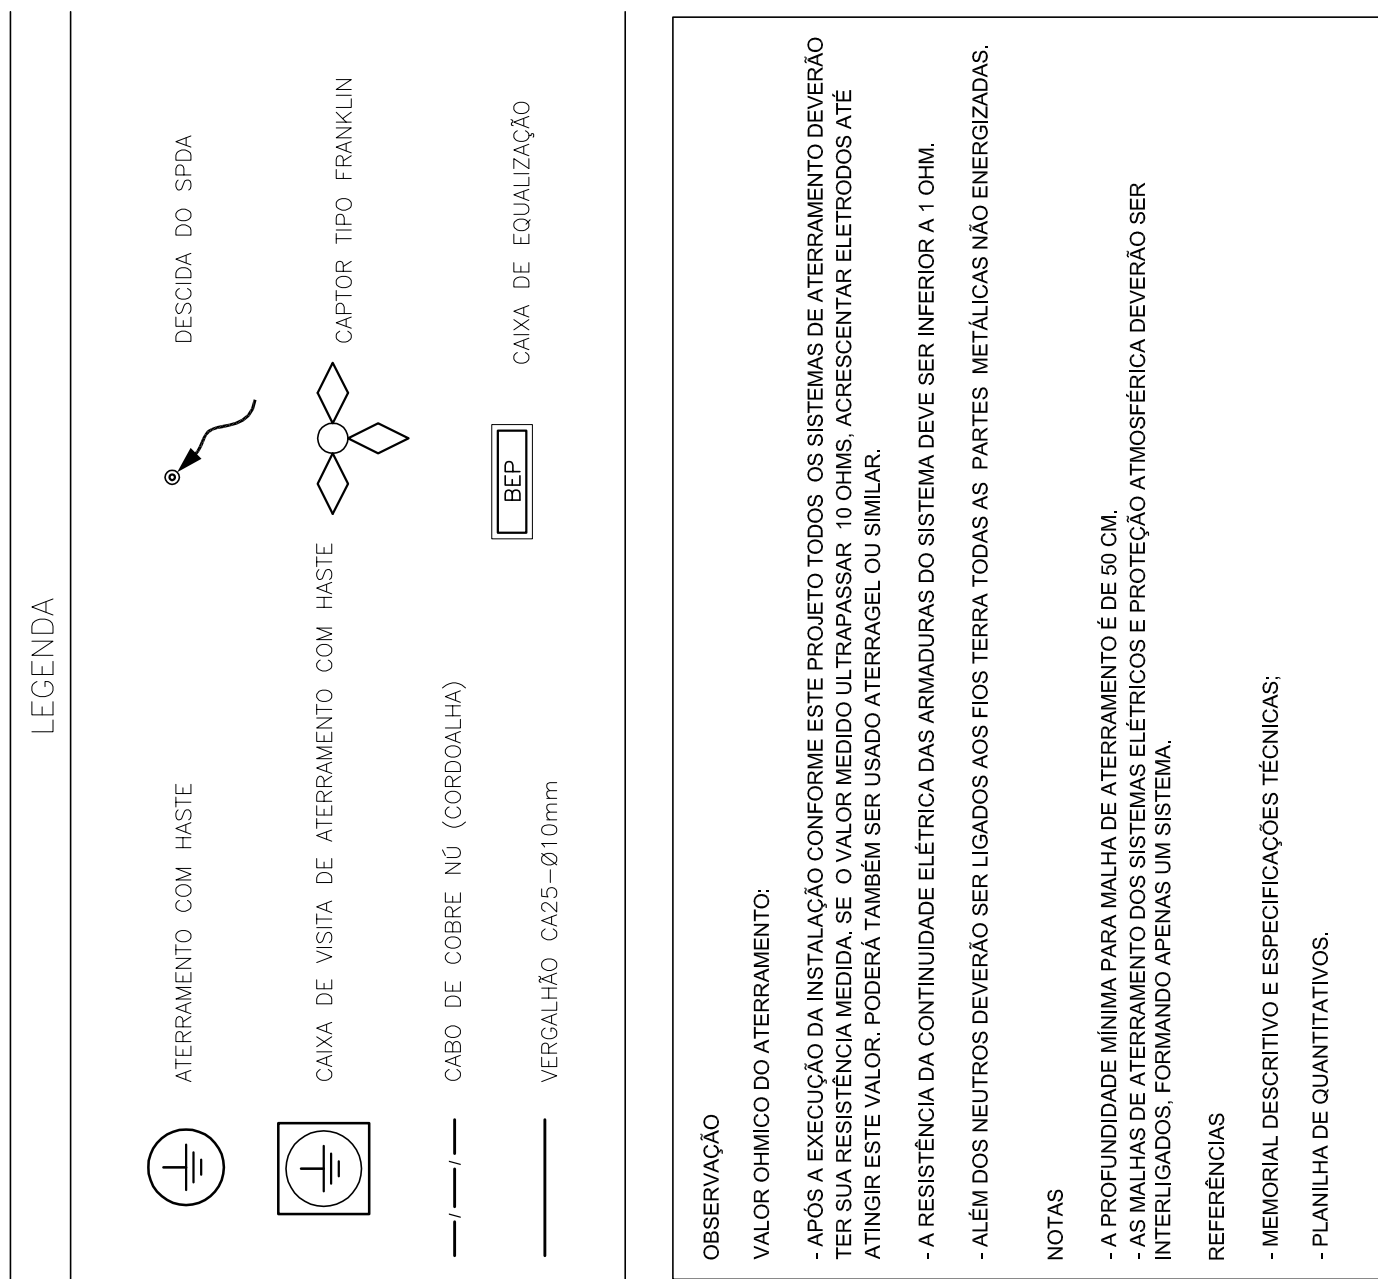 LEGENDA
ATERRAMENTO COM HASTE
DESCIDA DO SPDA
CAIXA DE VISITA DE ATERRAMENTO COM HASTE
CAPTOR TIPO FRANKLIN
CABO DE COBRE NÚ (CORDOALHA)
BEP
CAIXA DE EQUALIZAÇÃO
VERGALHÃO CA25-Ø10mm
OBSERVAÇÃO
VALOR OHMICO DO ATERRAMENTO:
- APÓS A EXECUÇÃO DA INSTALAÇÃO CONFORME ESTE PROJETO TODOS OS SISTEMAS DE ATERRAMENTO DEVERÃO
TER SUA RESISTÊNCIA MEDIDA. SE O VALOR MEDIDO ULTRAPASSAR 10 OHMS, ACRESCENTAR ELETRODOS ATÉ
ATINGIR ESTE VALOR. PODERÁ TAMBÉM SER USADO ATERRAGEL OU SIMILAR.
- A RESISTÊNCIA DA CONTINUIDADE ELÉTRICA DAS ARMADURAS DO SISTEMA DEVE SER INFERIOR A 1 OHM.
- ALÉM DOS NEUTROS DEVERÃO SER LIGADOS AOS FIOS TERRA TODAS AS PARTES METÁLICAS NÃO ENERGIZADAS.
NOTAS
- A PROFUNDIDADE MÍNIMA PARA MALHA DE ATERRAMENTO É DE 50 CM.
- AS MALHAS DE ATERRAMENTO DOS SISTEMAS ELÉTRICOS E PROTEÇÃO ATMOSFÉRICA DEVERÃO SER
INTERLIGADOS, FORMANDO APENAS UM SISTEMA.
REFERÊNCIAS
- MEMORIAL DESCRITIVO E ESPECIFICAÇÕES TÉCNICAS;
- PLANILHA DE QUANTITATIVOS.